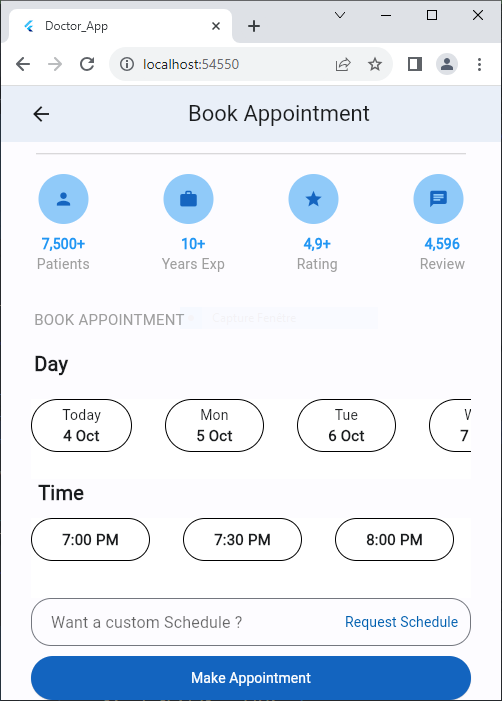 Doctor_App
localhost:54550
Book Appointment
7,500+ 10+ 4,9+ 4,596
Patients Years Exp Rating Review
BOOK APPOINTMENT
Day
Today Mon Tue W
4 Oct 5 Oct 6 Oct 7
Time
7:00 PM 7:30 PM 8:00 PM
Want a custom Schedule ? Request Schedule
Make Appointment